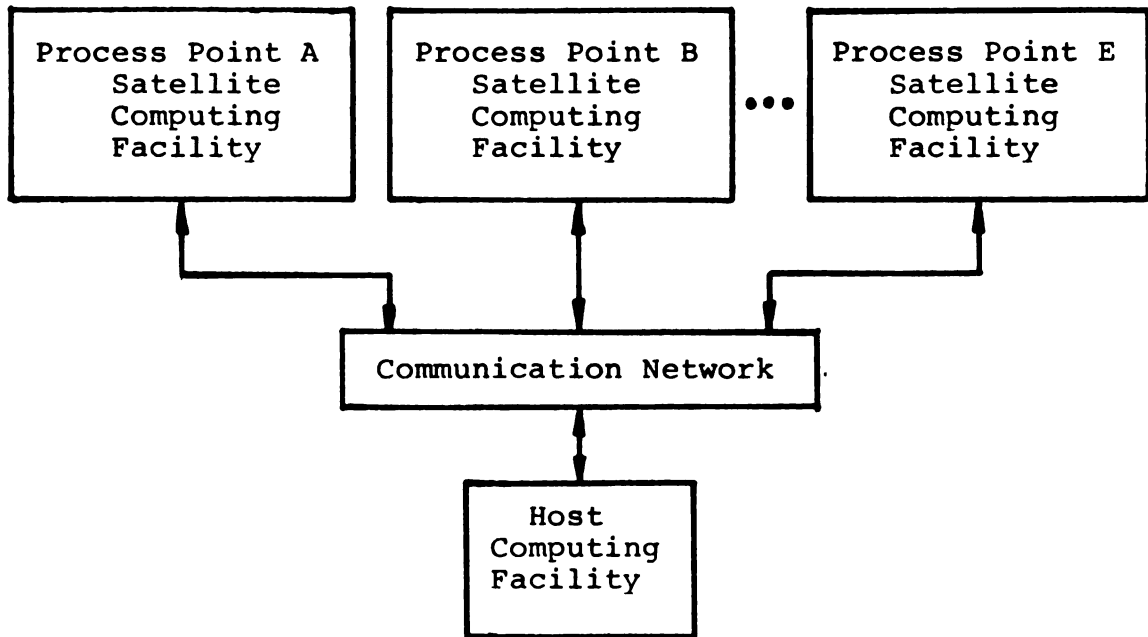 Process Point A
Satellite
Computing
Facility
Process Point B
Satellite
Computing
Facility
•••
Process Point E
Satellite
Computing
Facility
Communication Network
Host
Computing
Facility